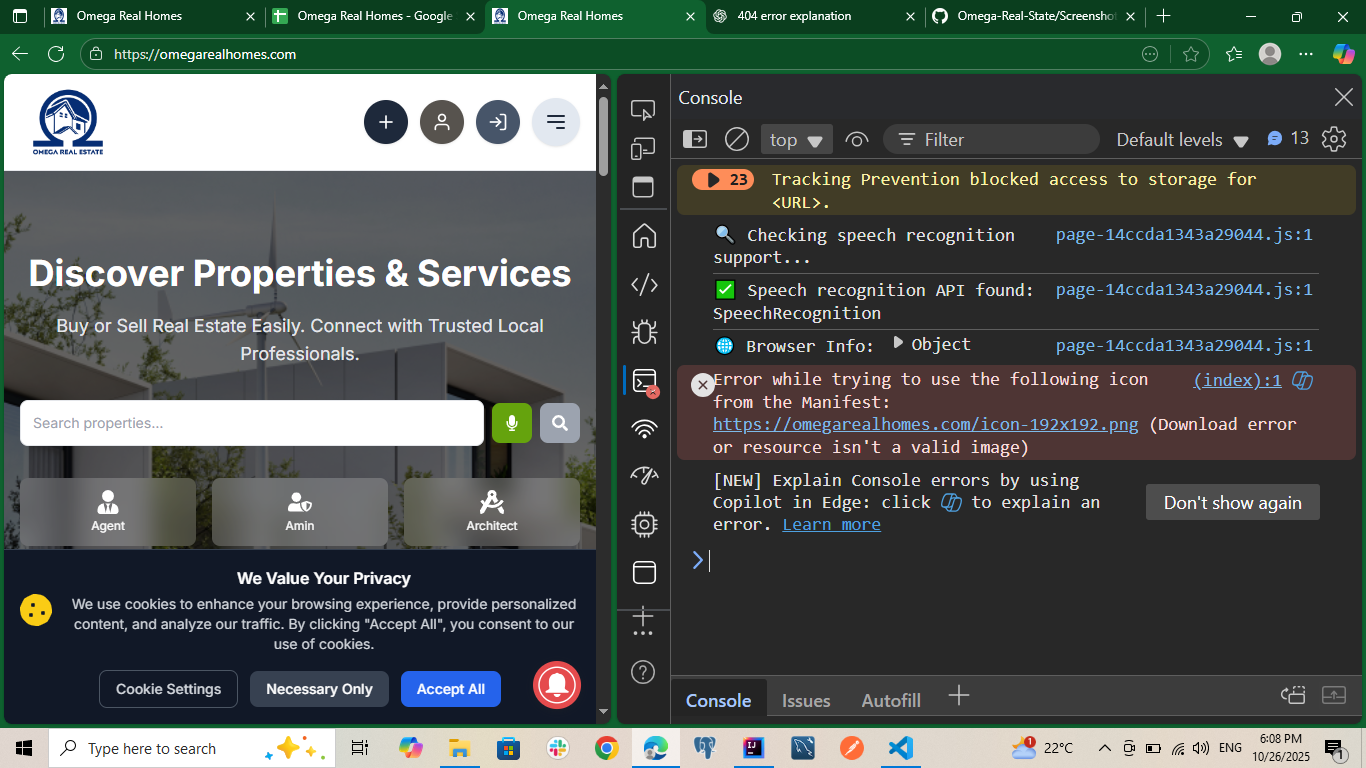 Omega Real Homes
Omega Real Homes - Google
Omega Real Homes
404 error explanation
Omega-Real-State/Screenshot
https://omegarealhomes.com
OMEGA REAL ESTATE
Discover Properties & Services
Buy or Sell Real Estate Easily. Connect with Trusted Local
Professionals.
Search properties...
Agent
Amin
Architect
We Value Your Privacy
We use cookies to enhance your browsing experience, provide personalized
content, and analyze our traffic. By clicking "Accept All", you consent to our
use of cookies.
Cookie Settings
Necessary Only
Accept All
Console
top
Filter
Default levels
13
23
Tracking Prevention blocked access to storage for
<URL>.
🔍 Checking speech recognition page-14ccda1343a29044.js:1
support...
✅ Speech recognition API found: page-14ccda1343a29044.js:1
SpeechRecognition
🌐 Browser Info: ▶ Object page-14ccda1343a29044.js:1
Error while trying to use the following icon (index):1
from the Manifest:
https://omegarealhomes.com/icon-192x192.png (Download error
or resource isn't a valid image)
[NEW] Explain Console errors by using
Copilot in Edge: click to explain an
error. Learn more
Don't show again
Console
Issues
Autofill
Type here to search
1
22°C
ENG
6:08 PM
10/26/2025
1